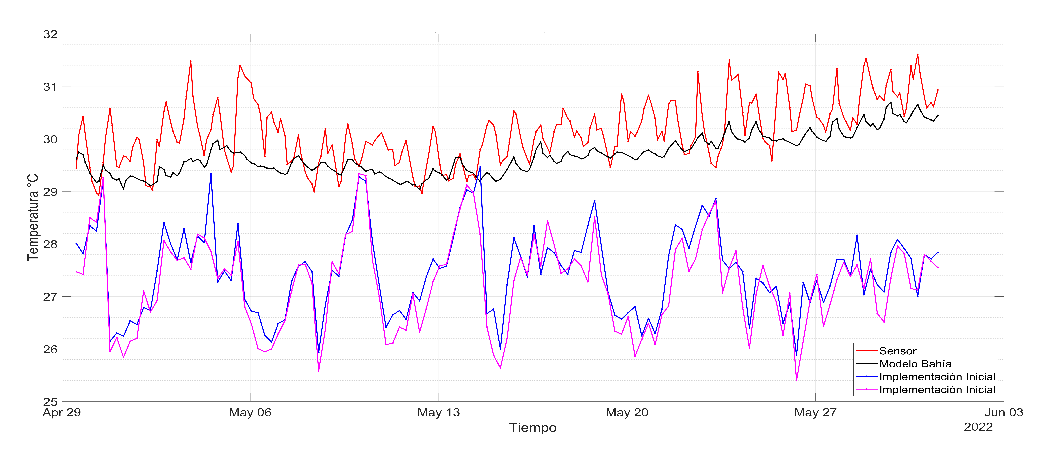 32
31
30
29
28
27
26
25
Temperatura °C
Apr 29
May 06
May 13
May 20
May 27
Jun 03
2022
Tiempo
Sensor
Modelo Bahía
Implementación Inicial
Implementación Inicial